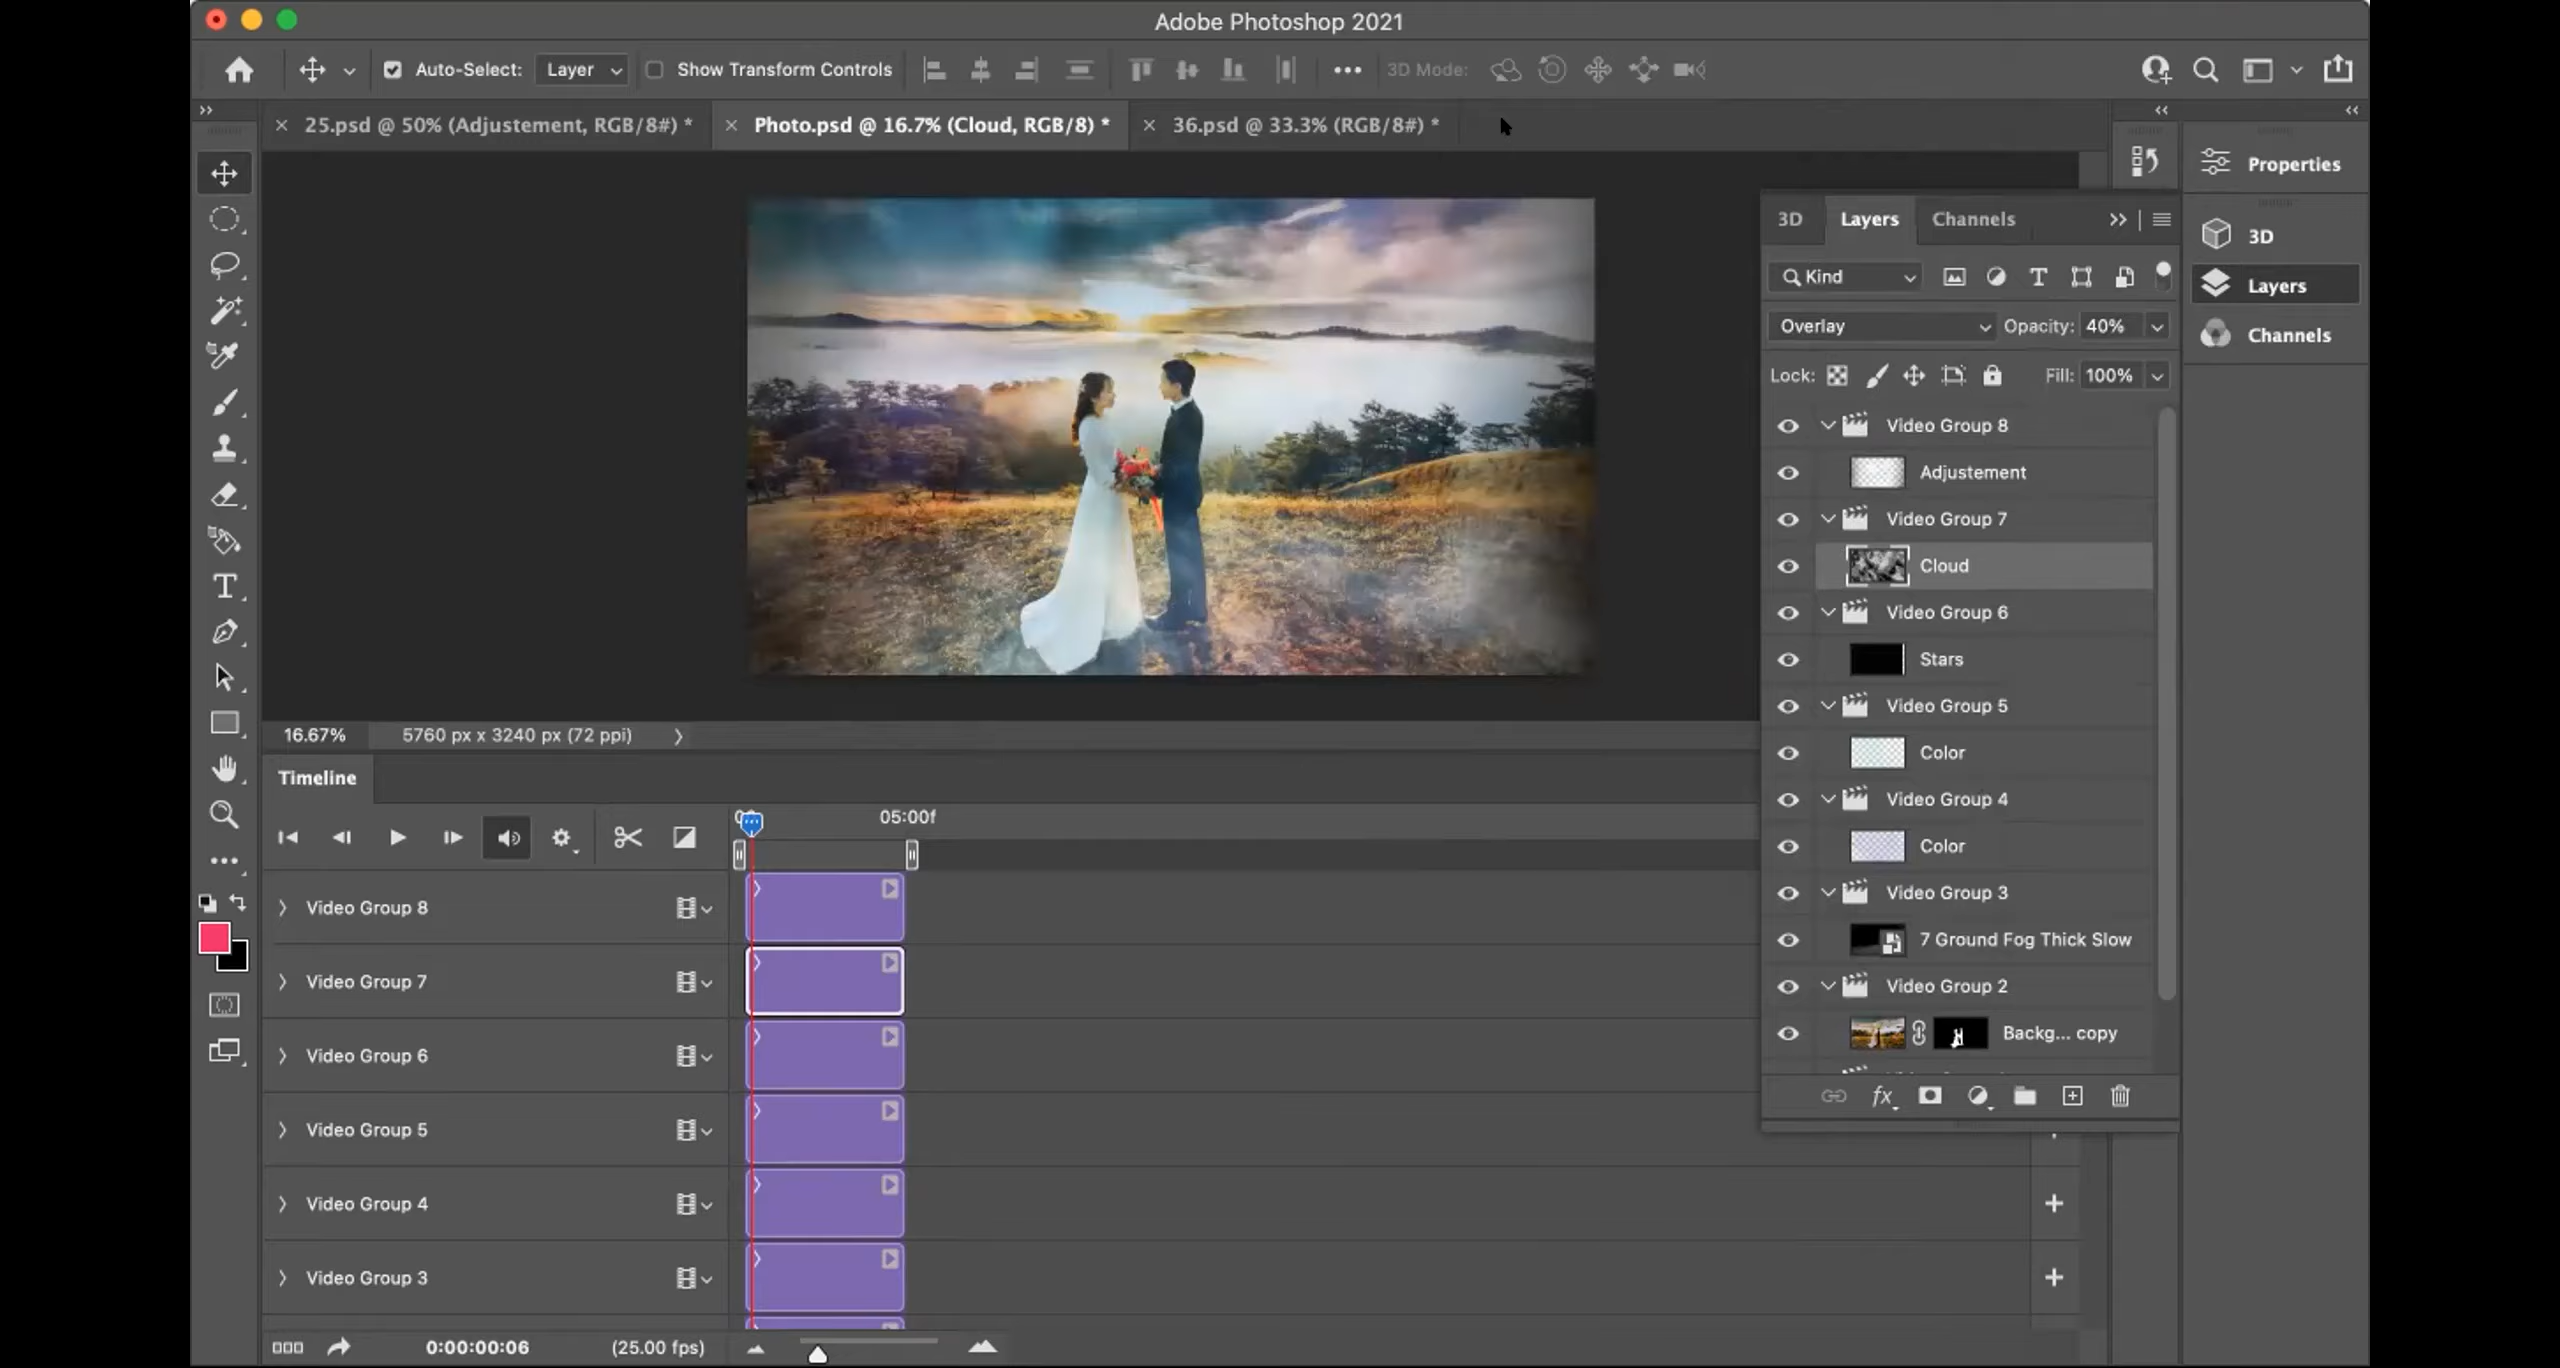 Adobe Photoshop 2021
Auto-Select: Layer Show Transform Controls 3D Mode:
25.psd @ 50% (Adjustement, RGB/8#) *
Photo.psd @ 16.7% (Cloud, RGB/8) *
36.psd @ 33.3% (RGB/8#) *
Properties
3D
Layers
Channels
3D Layers Channels
Kind
Overlay Opacity: 40%
Lock: Fill: 100%
Video Group 8
Adjustement
Video Group 7
Cloud
Video Group 6
Stars
Video Group 5
Color
Video Group 4
Color
Video Group 3
7 Ground Fog Thick Slow
Video Group 2
Backg... copy
fx
16.67% 5760 px x 3240 px (72 ppi)
Timeline
05:00f
Video Group 8
Video Group 7
Video Group 6
Video Group 5
Video Group 4
Video Group 3
0:00:00:06 (25.00 fps)